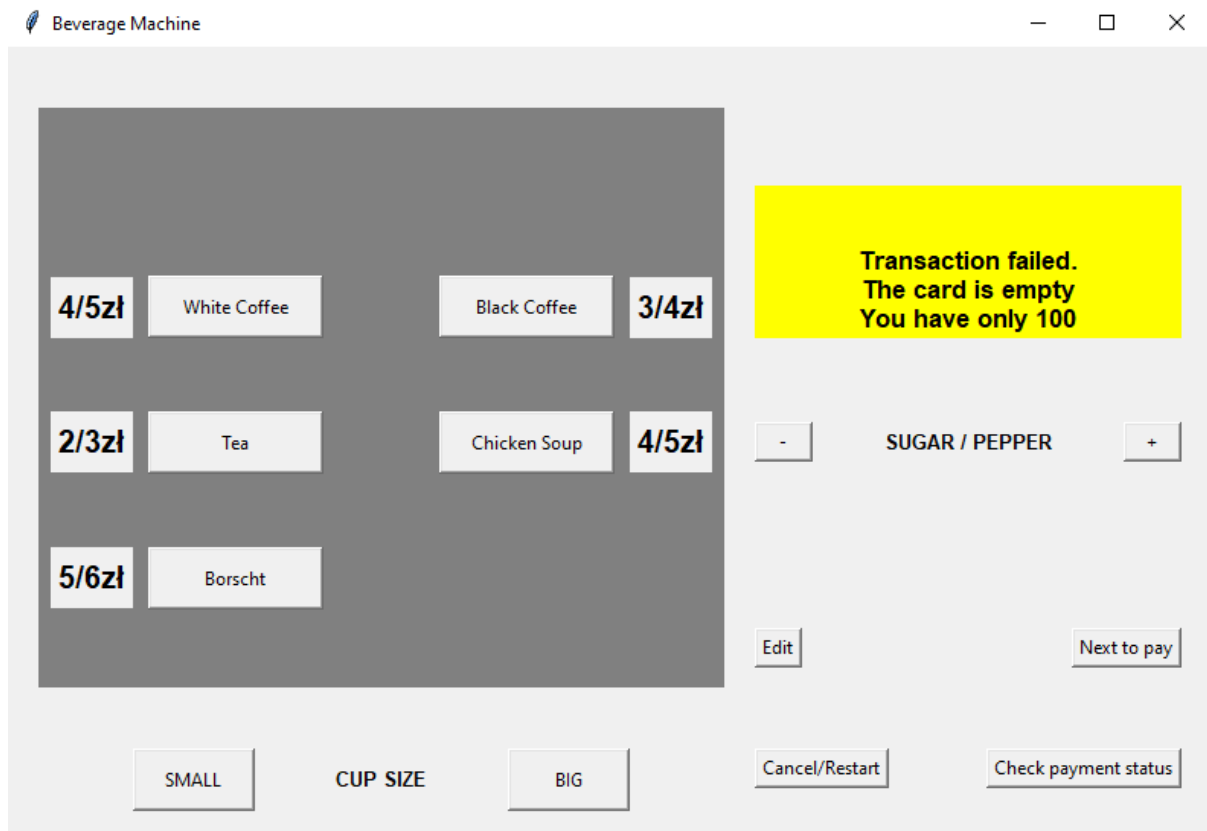 Beverage Machine
Transaction failed.
The card is empty
You have only 100
4/5zł White Coffee Black Coffee 3/4zł
2/3zł Tea Chicken Soup 4/5zł
- SUGAR / PEPPER +
5/6zł Borscht
Edit Next to pay
SMALL CUP SIZE BIG
Cancel/Restart Check payment status